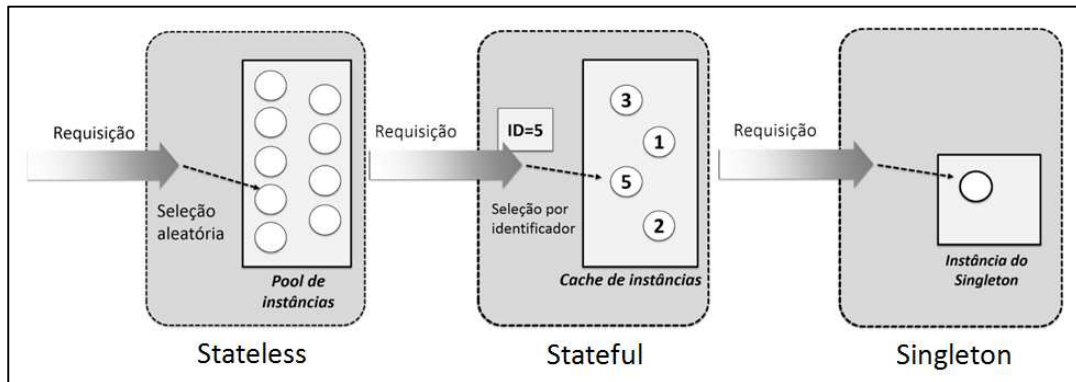 Requisição
Seleção
aleatória
Pool de
instâncias
Stateless
Requisição
ID=5
Seleção por
identificador
3
1
5
2
Cache de instâncias
Stateful
Requisição
Instância do
Singleton
Singleton